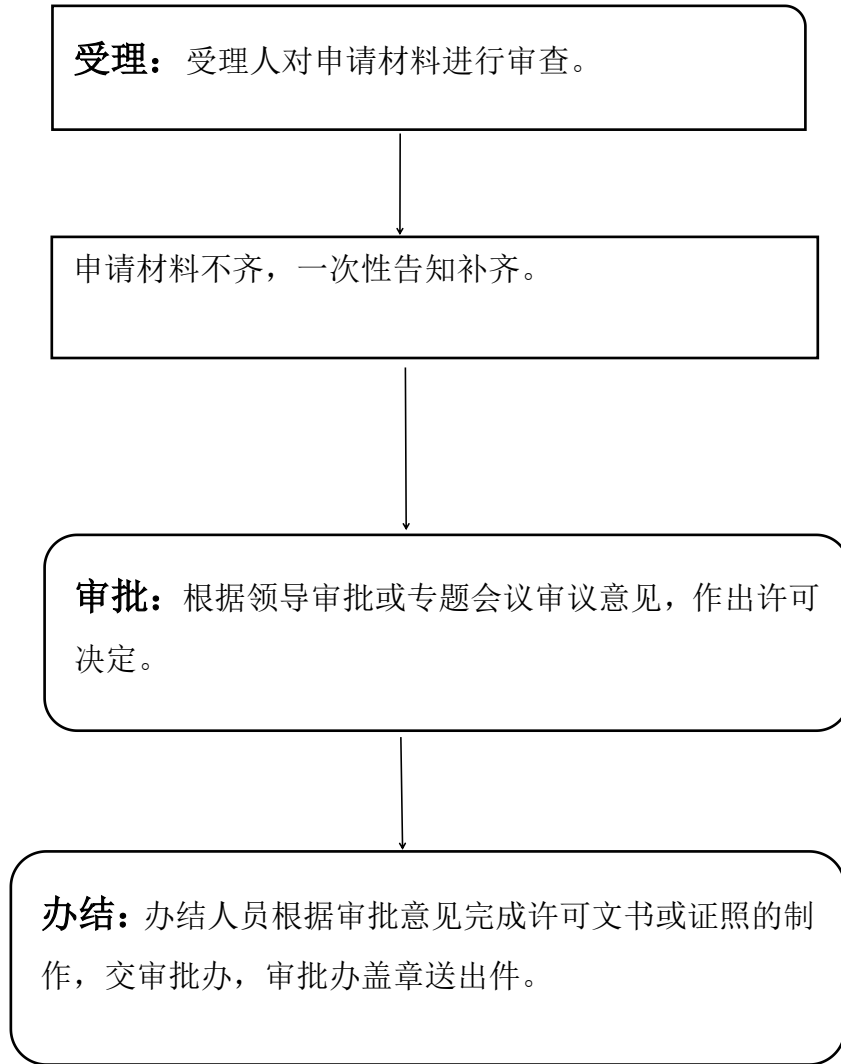 受理：受理人对申请材料进行审查。
申请材料不齐，一次性告知补齐。
审批：根据领导审批或专题会议审议意见，作出许可
决定。
办结：办结人员根据审批意见完成许可文书或证照的制
作，交审批办，审批办盖章送出件。